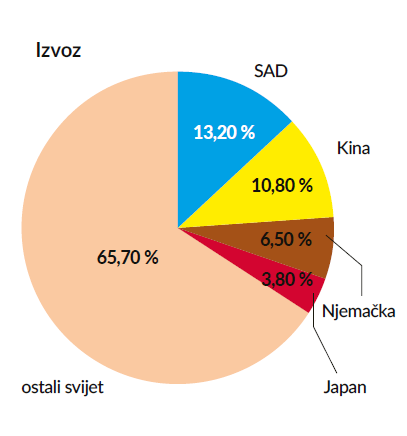 Izvoz
SAD
13,20 %
Kina
10,80 %
6,50 %
65,70 %
3,80 %
Njemačka
ostali svijet
Japan